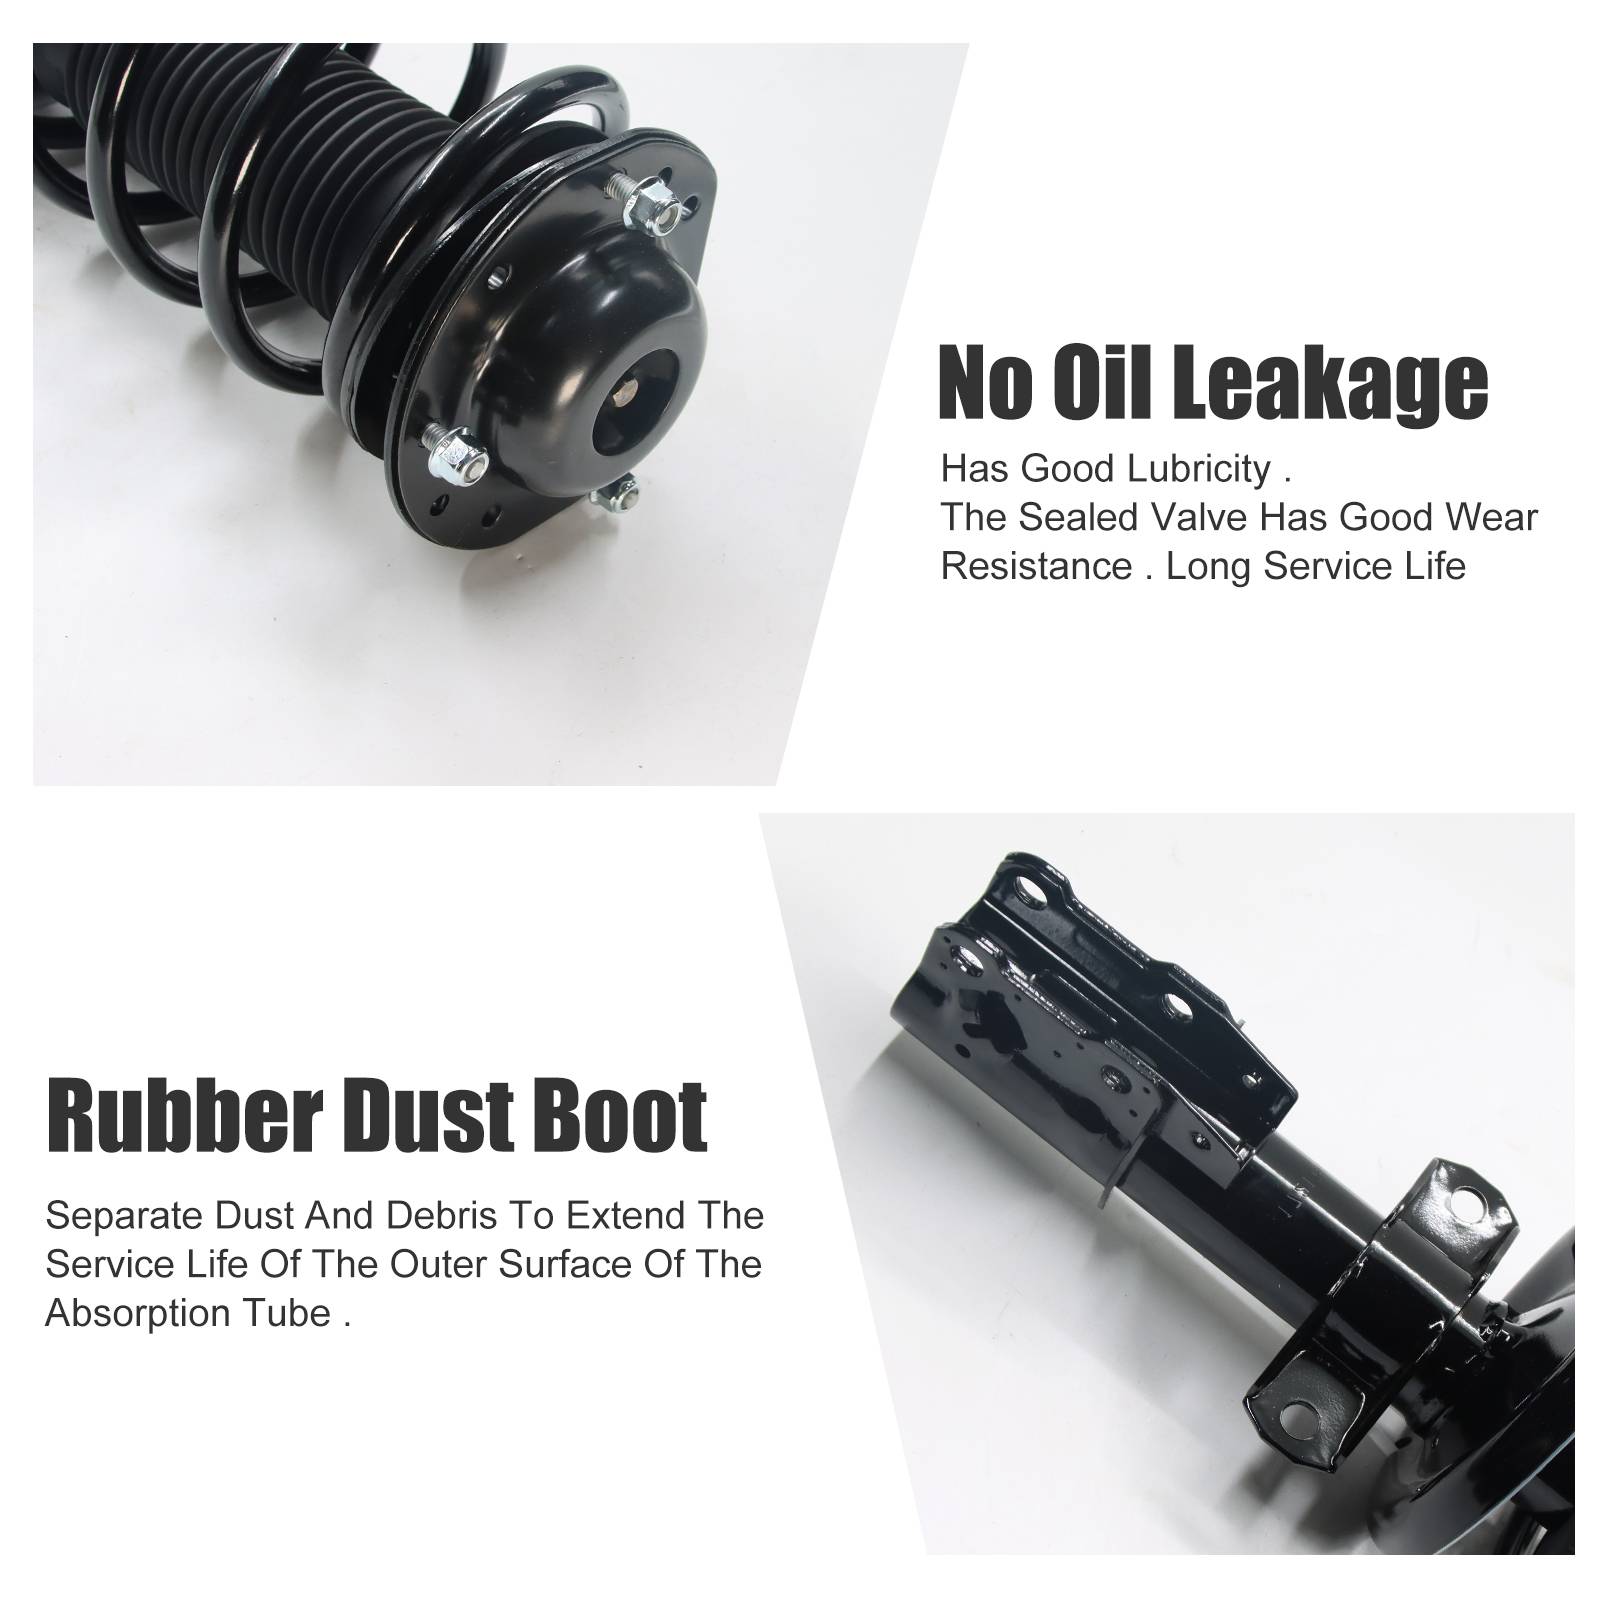 No Oil Leakage
Has Good Lubricity .
The Sealed Valve Has Good Wear
Resistance . Long Service Life
Rubber Dust Boot
Separate Dust And Debris To Extend The
Service Life Of The Outer Surface Of The
Absorption Tube .